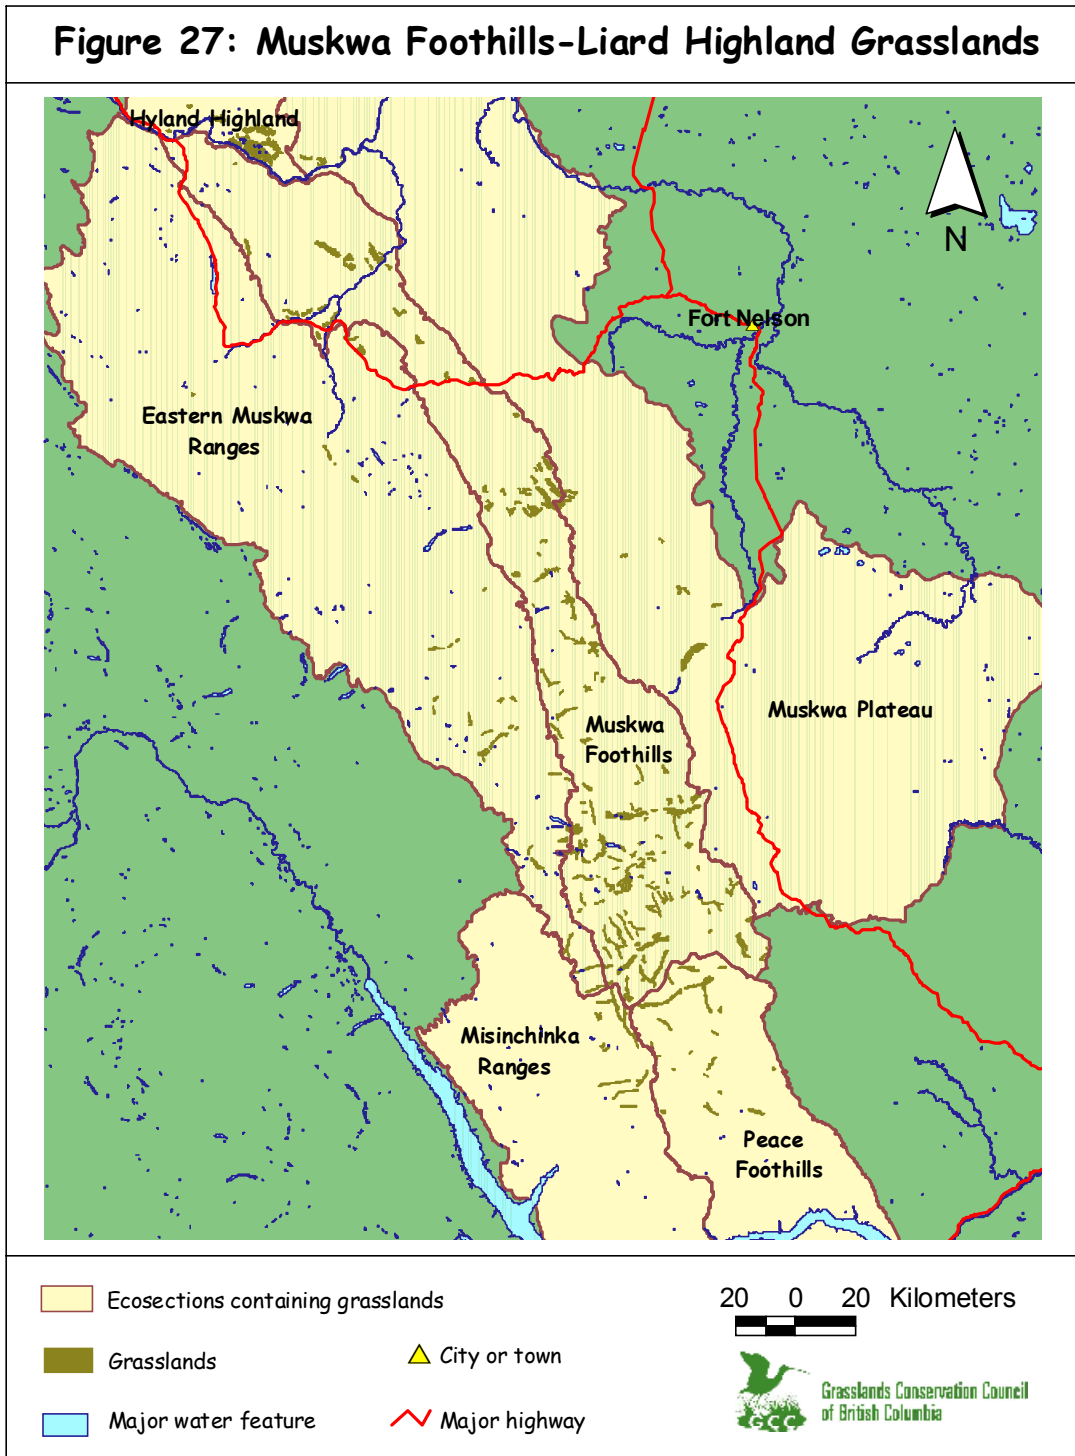 Figure 27: Muskwa Foothills-Liard Highland Grasslands
Hyland Highland
N
Fort Nelson
Eastern Muskwa
Ranges
Muskwa Plateau
Muskwa
Foothills
Misinchinka
Ranges
Peace
Foothills
Ecosections containing grasslands
20 0 20 Kilometers
Grasslands
City or town
Major water feature
Major highway
GCC
Grasslands Conservation Council
of British Columbia